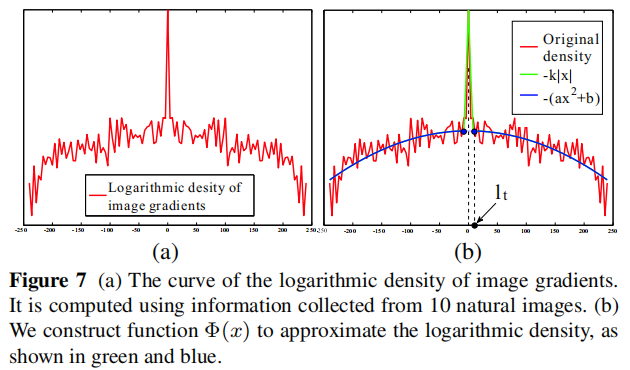 Logarithmic desity of
image gradients
-250 -200 -150 -100 -50 0 50 100 150 200 250
(a)
Original
density
-k|x|
-(ax²+b)
lt
-250 -200 -150 -100 -50 0 50 100 150 200 250
(b)
Figure 7 (a) The curve of the logarithmic density of image gradients.
It is computed using information collected from 10 natural images. (b)
We construct function Φ(x) to approximate the logarithmic density, as
shown in green and blue.